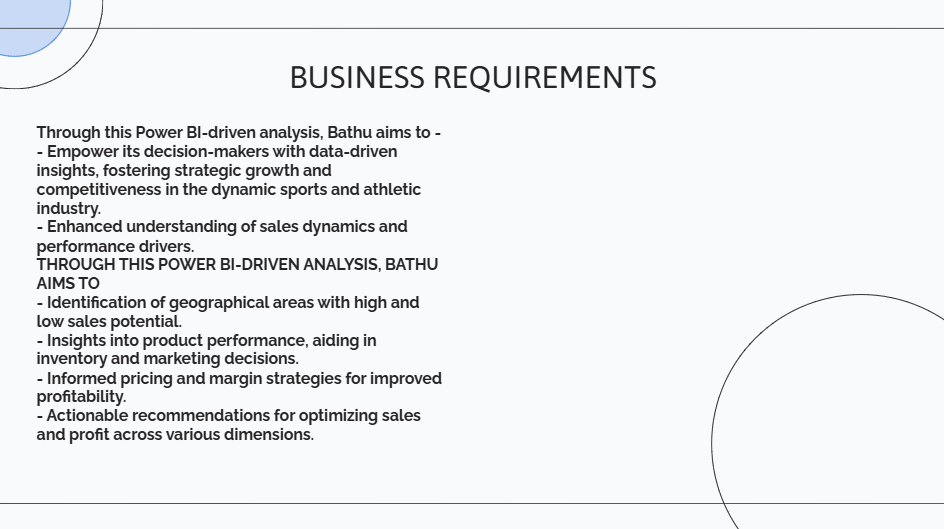 BUSINESS REQUIREMENTS
Through this Power BI-driven analysis, Bathu aims to -
- Empower its decision-makers with data-driven
insights, fostering strategic growth and
competitiveness in the dynamic sports and athletic
industry.
- Enhanced understanding of sales dynamics and
performance drivers.
THROUGH THIS POWER BI-DRIVEN ANALYSIS, BATHU
AIMS TO
- Identification of geographical areas with high and
low sales potential.
- Insights into product performance, aiding in
inventory and marketing decisions.
- Informed pricing and margin strategies for improved
profitability.
- Actionable recommendations for optimizing sales
and profit across various dimensions.